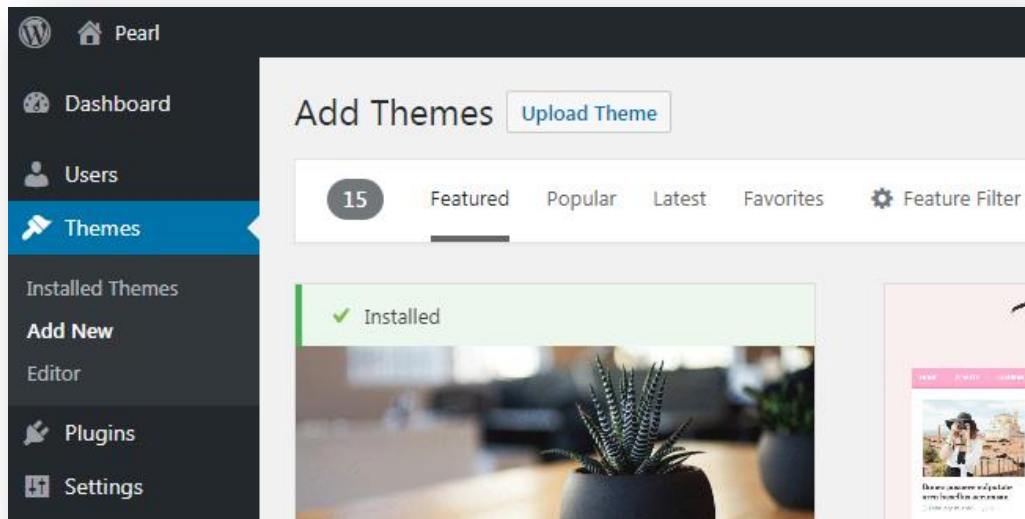 Pearl
Dashboard
Users
Themes
Installed Themes
Add New
Editor
Plugins
Settings
Add Themes Upload Theme
15 Featured Popular Latest Favorites Feature Filter
Installed